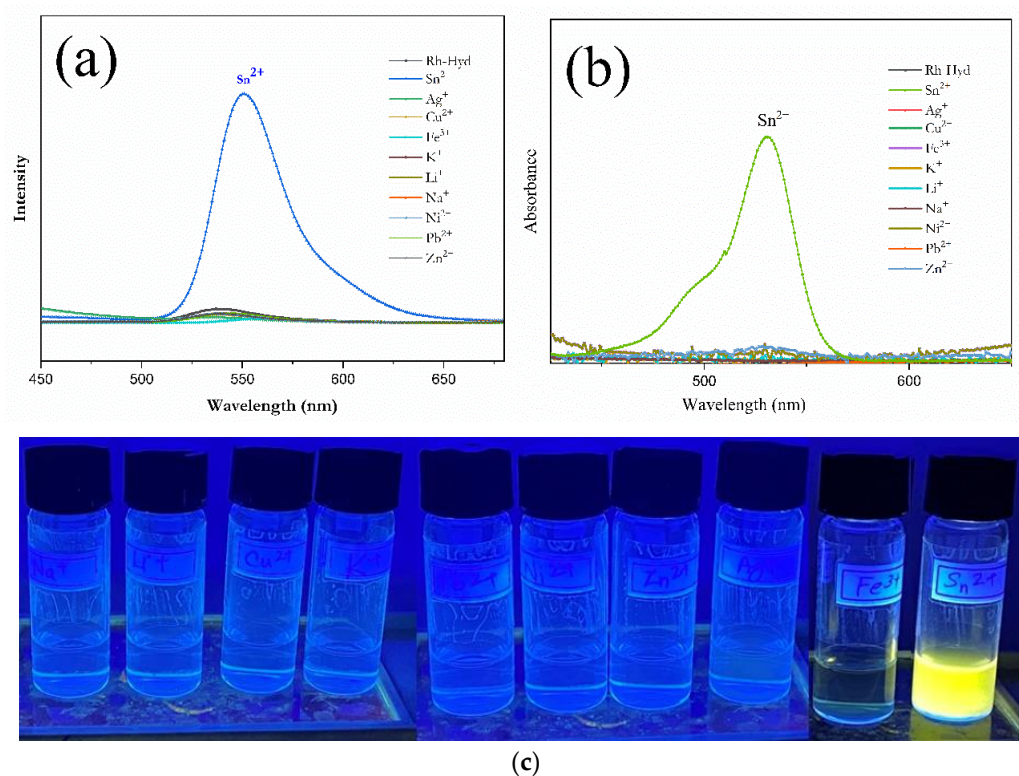 (a)
Sn²⁺
Rh-Hyd
Sn²
Ag⁺
Cu²⁺
Fe³⁺
K⁺
Li⁺
Na⁺
Ni²⁻
Pb²⁺
Zn²⁻
Intensity
450 500 550 600 650
Wavelength (nm)
(b)
Sn²⁻
Rh Hyd
Sn²⁺
Ag⁺
Cu²⁻
Fe³⁺
K⁺
Li⁺
Na⁺
Ni²⁻
Pb²⁺
Zn²⁻
Absorbance
500 600
Wavelength (nm)
Na⁺ Li⁺ Cu²⁺ K⁺ Pb²⁺ Ni²⁺ Zn²⁺ Ag⁺ Fe³⁺ Sn²⁺
(c)